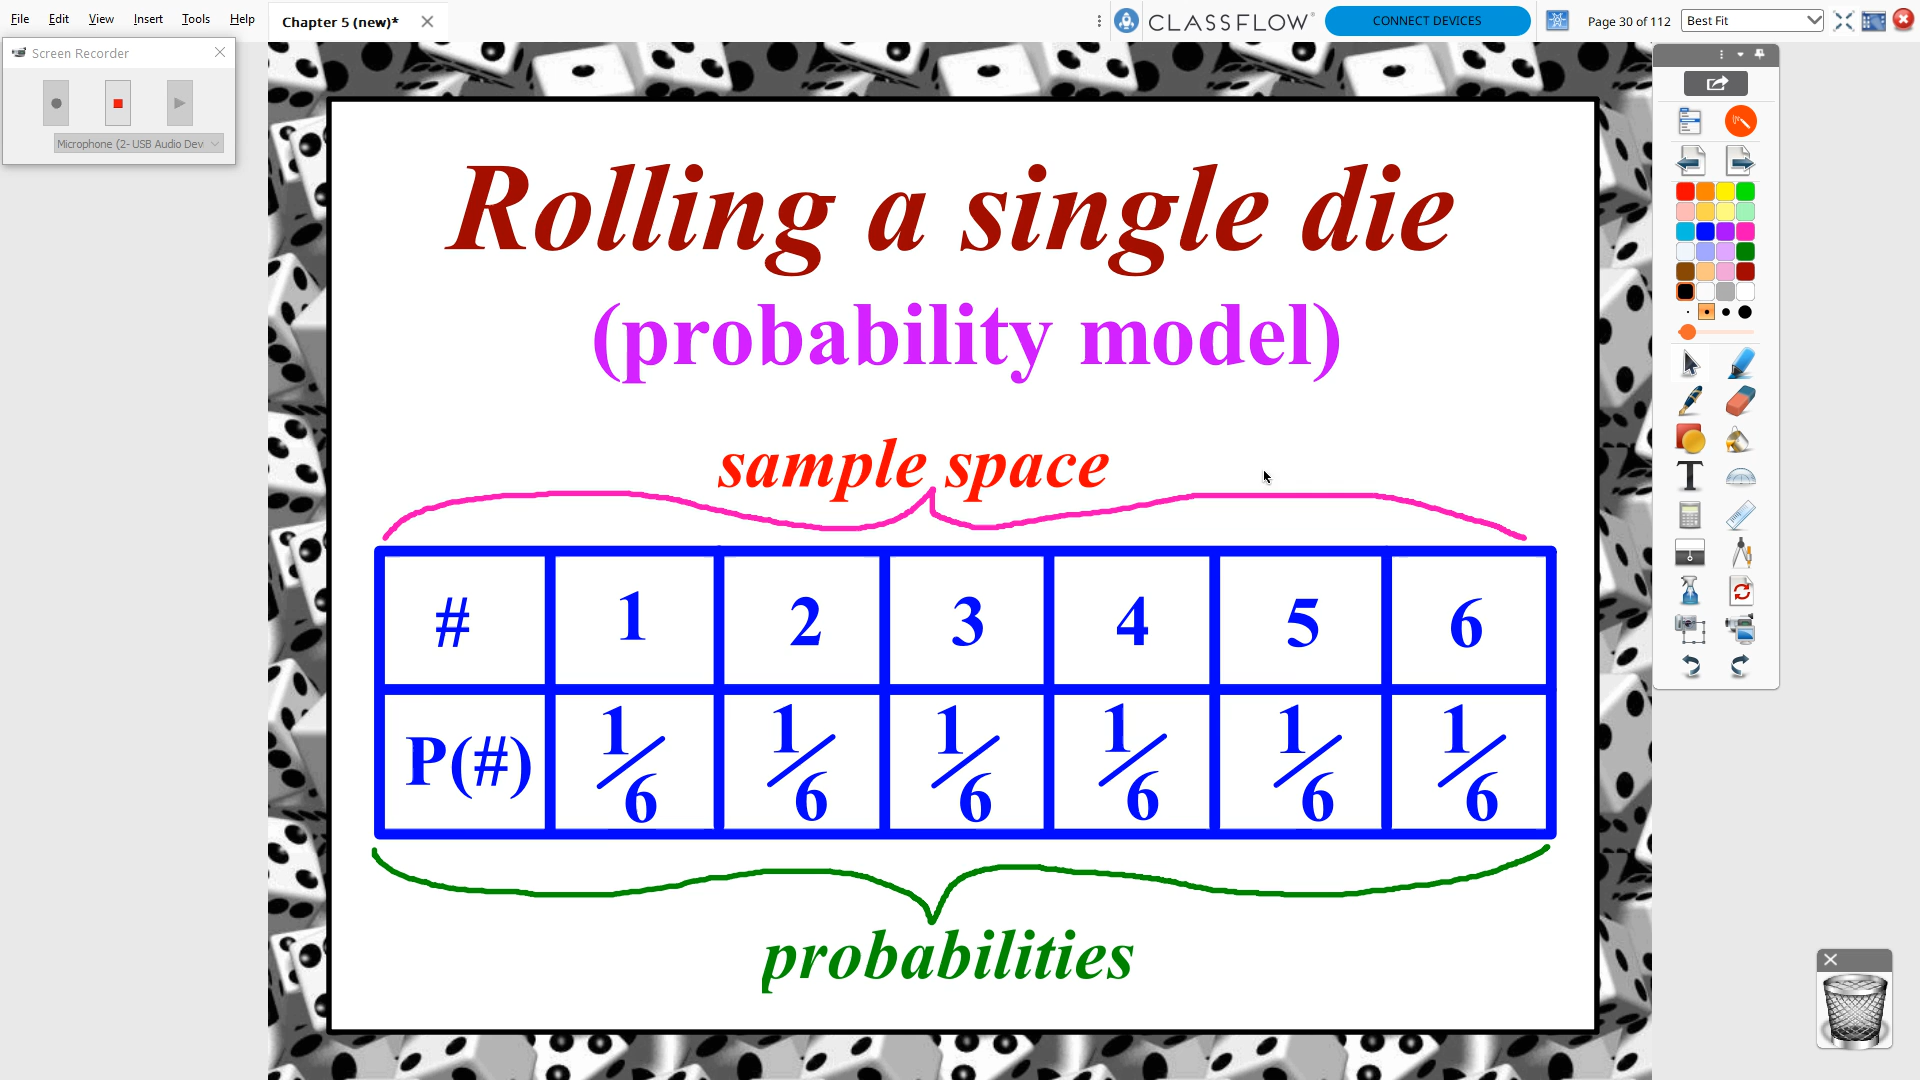 File Edit View Insert Tools Help
Chapter 5 (new)*
CLASSFLOW
CONNECT DEVICES
Page 30 of 112
Best Fit
Screen Recorder
Microphone (2- USB Audio Devi
Rolling a single die
(probability model)
sample space
# 1 2 3 4 5 6
P(#) 1/6 1/6 1/6 1/6 1/6 1/6
probabilities
T